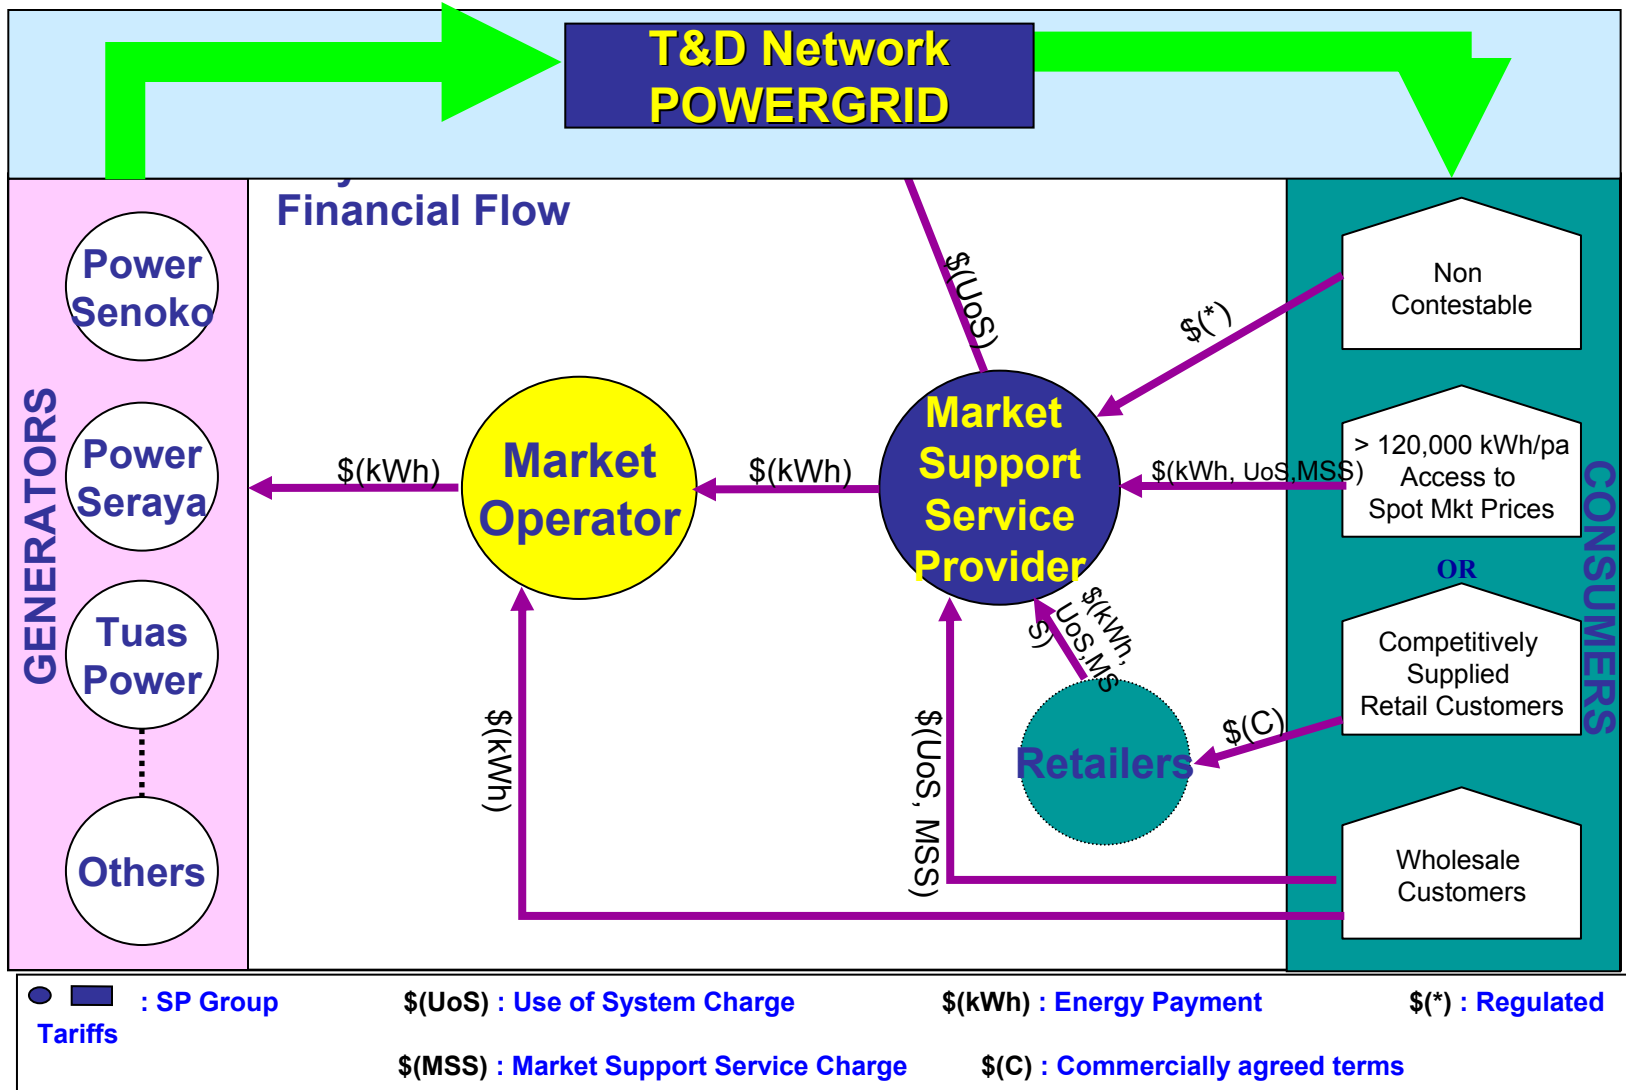 T&D Network
POWERGRID
Financial Flow
GENERATORS
Power
Senoko
Power
Seraya
Tuas
Power
Others
$(kWh)
Market
Operator
$(kWh)
$(kWh)
Market
Support
Service
Provider
$(UoS)
$(*)
$(kWh, UoS,MSS)
$(kWh,
UoS,MS
S)
$(UoS, MSS)
Retailers
$(C)
CONSUMERS
Non
Contestable
> 120,000 kWh/pa
Access to
Spot Mkt Prices
OR
Competitively
Supplied
Retail Customers
Wholesale
Customers
: SP Group $(UoS) : Use of System Charge $(kWh) : Energy Payment $(*) : Regulated
Tariffs
$(MSS) : Market Support Service Charge $(C) : Commercially agreed terms